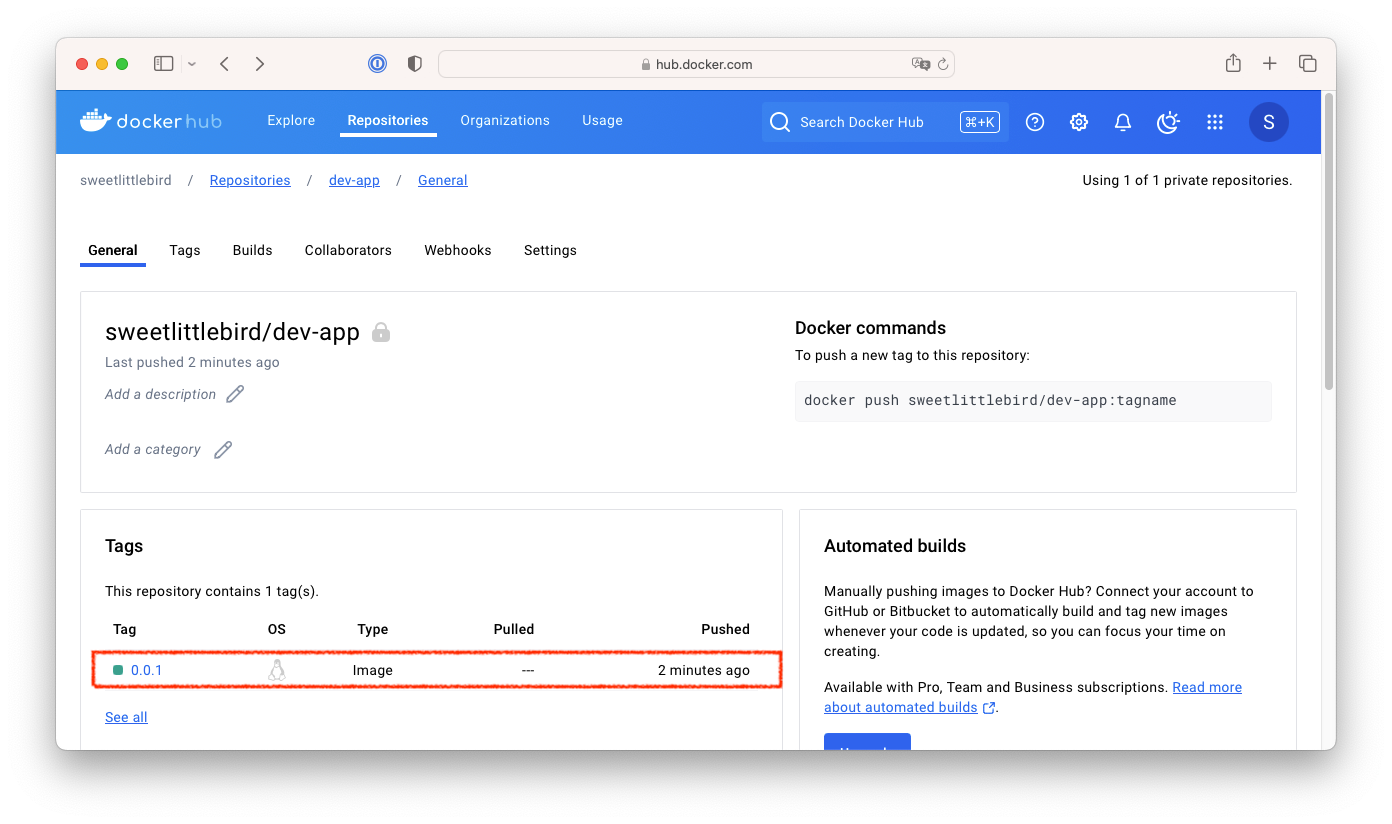 hub.docker.com
docker hub
Explore
Repositories
Organizations
Usage
Search Docker Hub
⌘+K
S
sweetlittlebird / Repositories / dev-app / General
Using 1 of 1 private repositories.
General
Tags
Builds
Collaborators
Webhooks
Settings
sweetlittlebird/dev-app
Last pushed 2 minutes ago
Add a description
Add a category
Docker commands
To push a new tag to this repository:
docker push sweetlittlebird/dev-app:tagname
Tags
This repository contains 1 tag(s).
Tag OS Type Pulled Pushed
0.0.1 Image --- 2 minutes ago
See all
Automated builds
Manually pushing images to Docker Hub? Connect your account to
GitHub or Bitbucket to automatically build and tag new images
whenever your code is updated, so you can focus your time on
creating.
Available with Pro, Team and Business subscriptions. Read more
about automated builds.